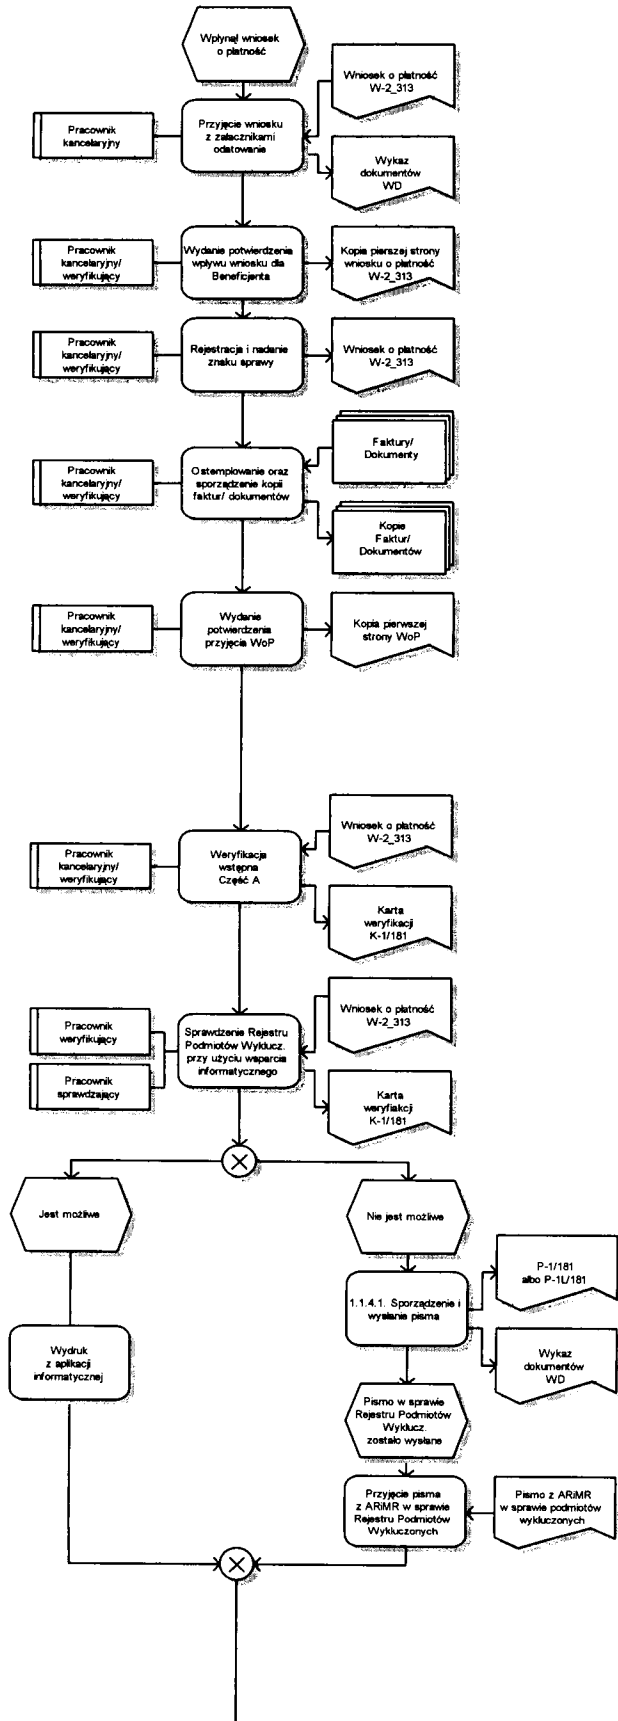 Wpłynął wniosek
o płatność
Wniosek o płatność
W-2_313
Pracownik
kancelaryjny
Przyjęcie wniosku
z załacznikami
odatowanie
Wykaz
dokumentów
WD
Pracownik
kancelaryjny/
weryfikujący
Wydanie potwierdzenia
wpływu wniosku dla
Beneficjenta
Kopia pierszej strony
wniosku o płatność
W-2_313
Pracownik
kancelaryjny/
weryfikujący
Rejestracja i nadanie
znaku sprawy
Wniosek o płatność
W-2_313
Pracownik
kancelaryjny/
weryfikujący
Ostemplowanie oraz
sporządzenie kopii
faktur/ dokumentów
Faktury/
Dokumenty
Kopie
Faktur/
Dokumentów
Pracownik
kancelaryjny/
weryfikujący
Wydanie
potwierdzenia
przyjęcia WoP
Kopia pierwszej
strony WoP
Pracownik
kancelaryjny/
weryfikujący
Weryfikacja
wstępna
Część A
Wniosek o płatność
W-2_313
Karta
weryfikacji
K-1/181
Pracownik
weryfikujący
Pracownik
sprawdzający
Sprawdzenie Rejestru
Podmiotów Wyklucz.
przy użyciu wsparcia
informatycznego
Wniosek o płatność
W-2_313
Karta
weryfiakcji
K-1/181
Jest możliwe
Nie jest możliwe
1.1.4.1. Sporządzenie i
wysłanie pisma
P-1/181
albo P-1L/181
Wykaz
dokumentów
WD
Wydruk
z aplikacji
informatycznej
Pismo w sprawie
Rejestru Podmiotów
Wyklucz.
zostało wysłane
Przyjęcie pisma
z ARiMR w sprawie
Rejestru Podmiotów
Wykluczonych
Pismo z ARiMR
w sprawie podmiotów
wykluczonych